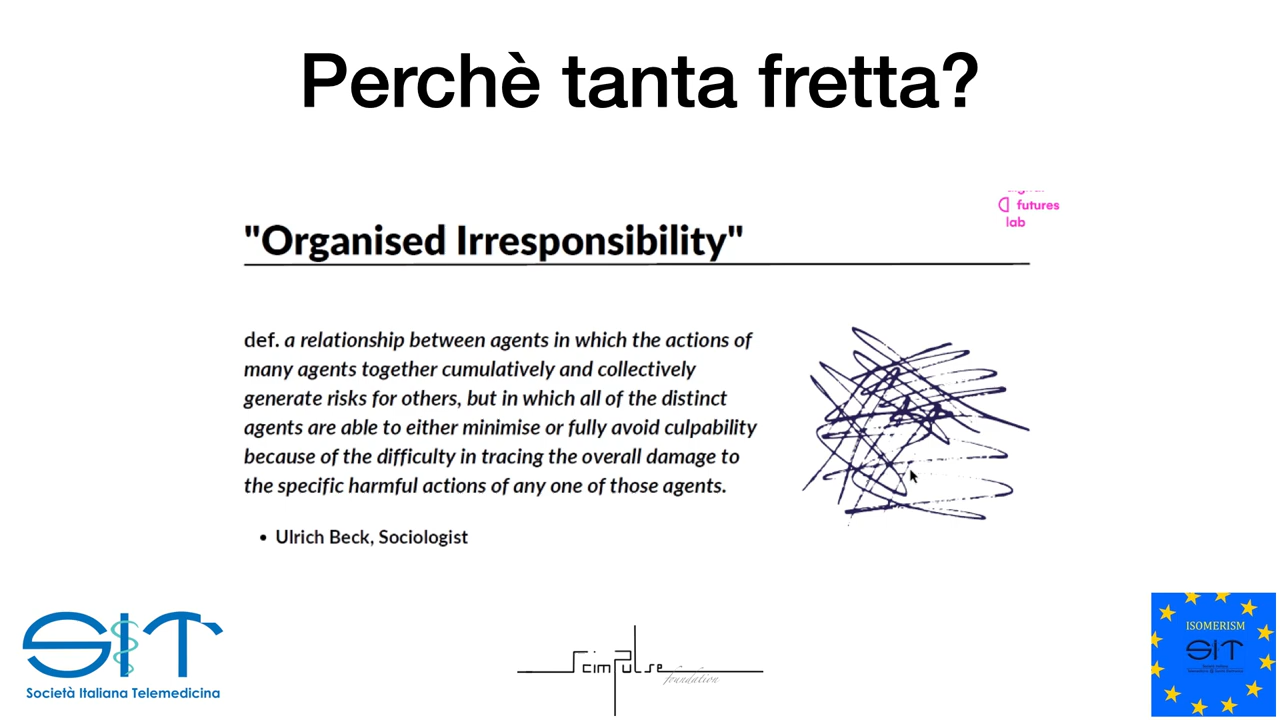 Perchè tanta fretta?
digital
futures
lab
"Organised Irresponsibility"
def. a relationship between agents in which the actions of
many agents together cumulatively and collectively
generate risks for others, but in which all of the distinct
agents are able to either minimise or fully avoid culpability
because of the difficulty in tracing the overall damage to
the specific harmful actions of any one of those agents.
• Ulrich Beck, Sociologist
SIT
Società Italiana Telemedicina
Scimpulse
foundation
ISOMERISM
SIT